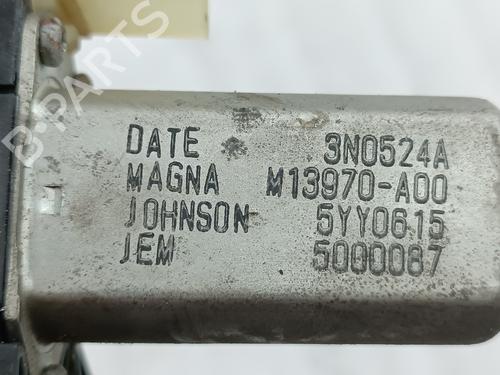 B-PARTS
DATE 3N0524A
MAGNA M13970-A00
JOHNSON 5YY0615
JEM 5000087